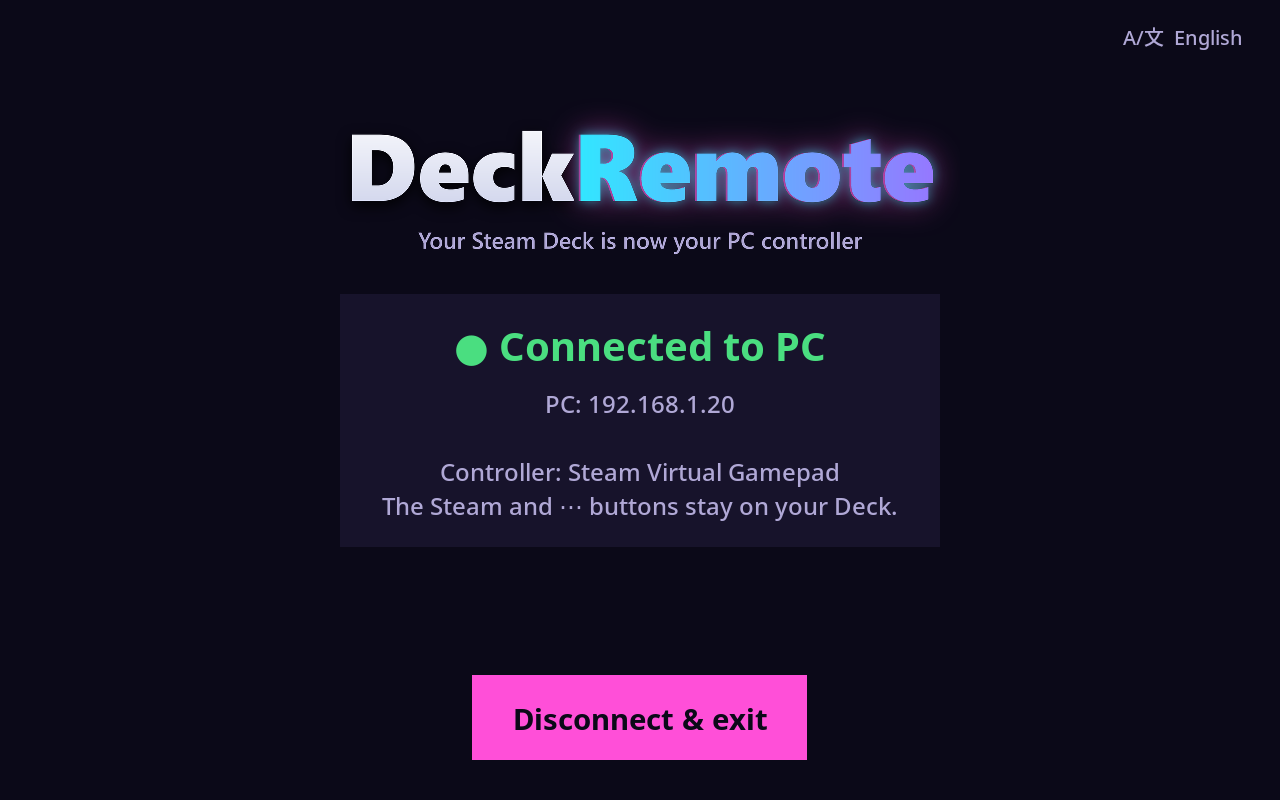 A/文 English
DeckRemote
Your Steam Deck is now your PC controller
Connected to PC
PC: 192.168.1.20
Controller: Steam Virtual Gamepad
The Steam and ⋯ buttons stay on your Deck.
Disconnect & exit